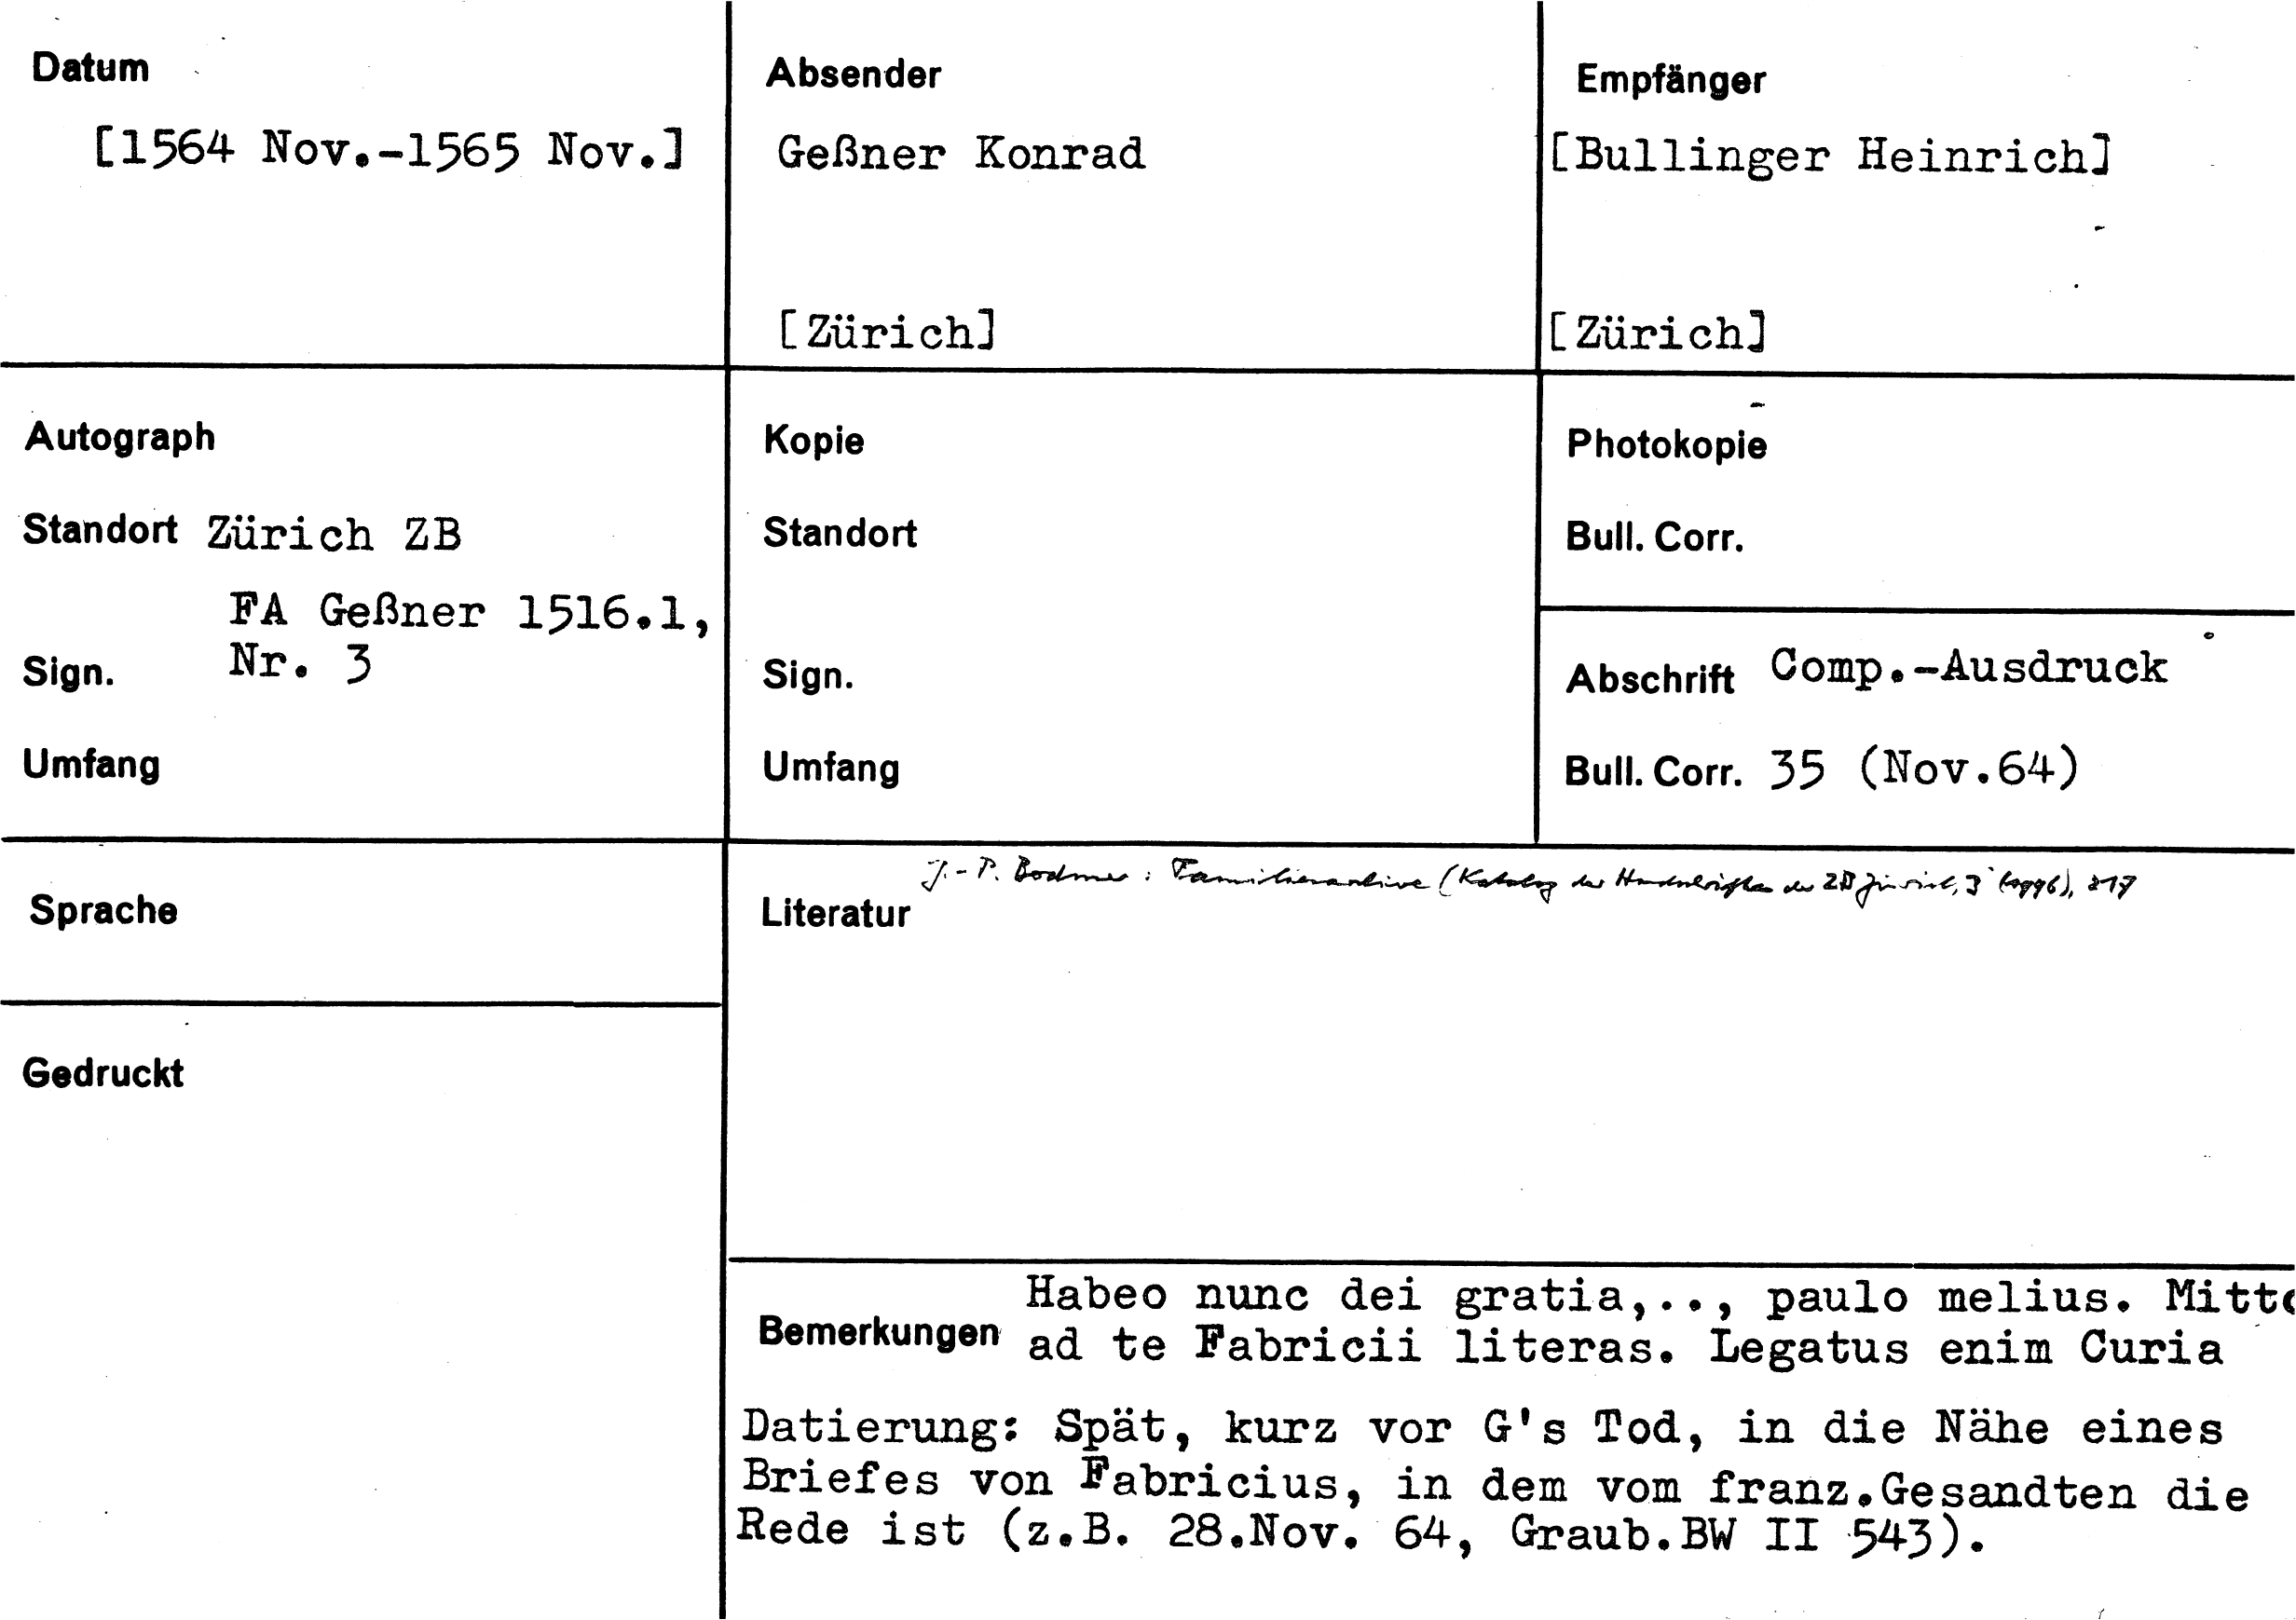 Datum
[1564 Nov.-1565 Nov.]
Absender
Geßner Konrad
[Zürich]
Empfänger
[Bullinger Heinrich]
[Zürich]
Autograph
Standort Zürich ZB
FA Geßner 1516.1,
Sign. Nr. 3
Umfang
Kopie
Standort
Sign.
Umfang
Photokopie
Bull. Corr.
Abschrift Comp.-Ausdruck
Bull. Corr. 35 (Nov.64)
Sprache
Gedruckt
J.-P. Bodmer: Familienarchive (Katalog der Handschriften der ZB Zürich, 3 (1996),
Literatur
Habeo nunc dei gratia,.., paulo melius. Mitto
Bemerkungen ad te Fabricii literas. Legatus enim Curia
Datierung: Spät, kurz vor G's Tod, in die Nähe eines
Briefes von Fabricius, in dem vom franz.Gesandten die
Rede ist (z.B. 28.Nov. 64, Graub.BW II 543).